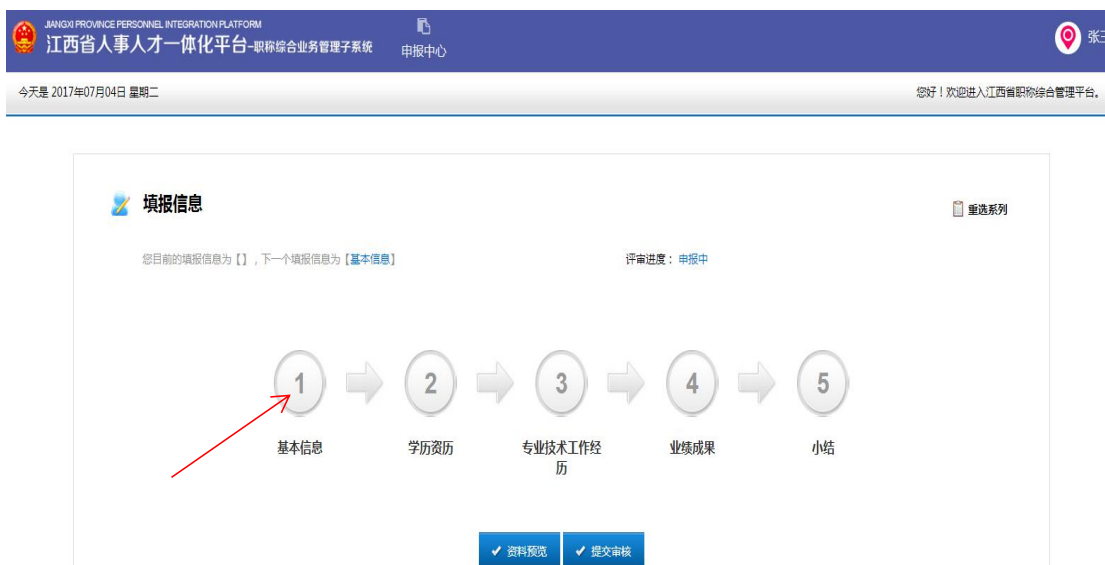 JIANGXI PROVINCE PERSONNEL INTEGRATION PLATFORM
江西省人事人才一体化平台-职称综合业务管理子系统
申报中心
张三
今天是 2017年07月04日 星期二
您好！欢迎进入江西省职称综合管理平台。
填报信息
重选系列
您目前的填报信息为【】，下一个填报信息为【基本信息】
评审进度：申报中
1
2
3
4
5
基本信息
学历资历
专业技术工作经
历
业绩成果
小结
✓ 资料预览
✓ 提交审核